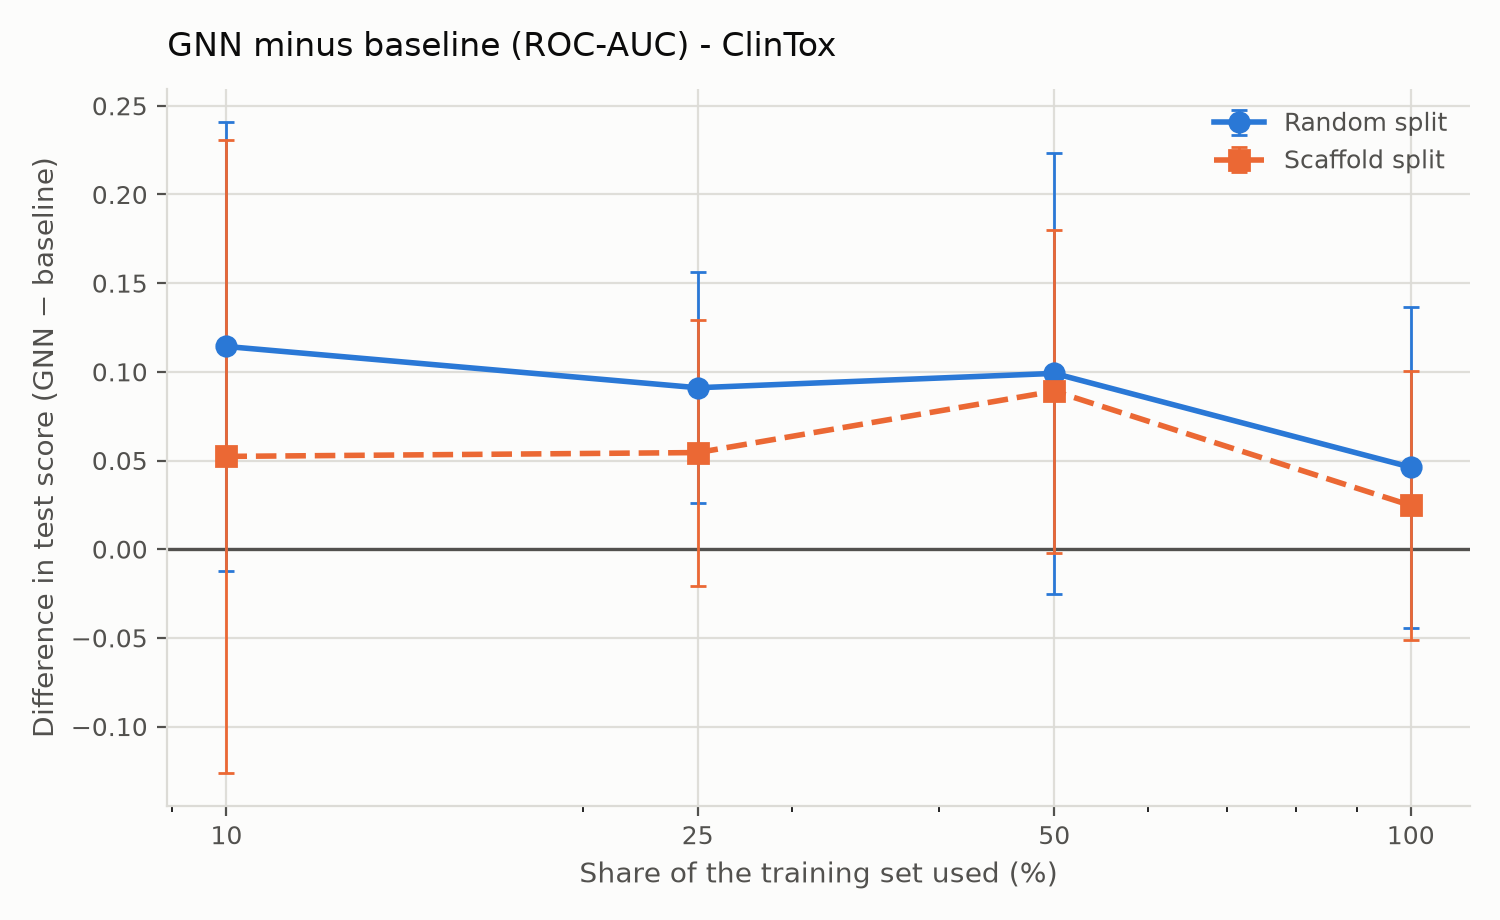 GNN minus baseline (ROC-AUC) - ClinTox
Difference in test score (GNN − baseline)
0.25
0.20
0.15
0.10
0.05
0.00
−0.05
−0.10
Random split
Scaffold split
10
25
50
100
Share of the training set used (%)